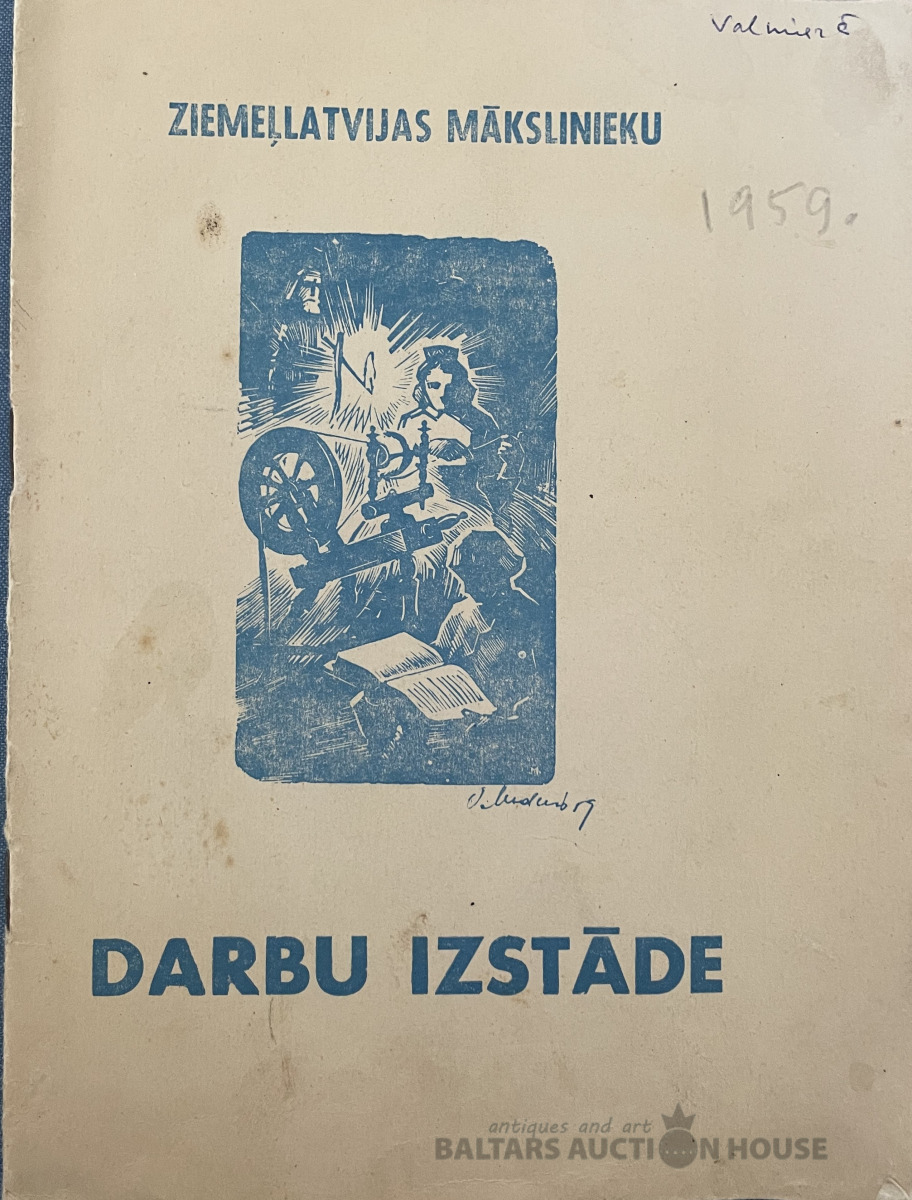 Valmierā
ZIEMEĻLATVIJAS MĀKSLINIEKU
1959.
DARBU IZSTĀDE
antiques and art
BALTARS AUCTION HOUSE